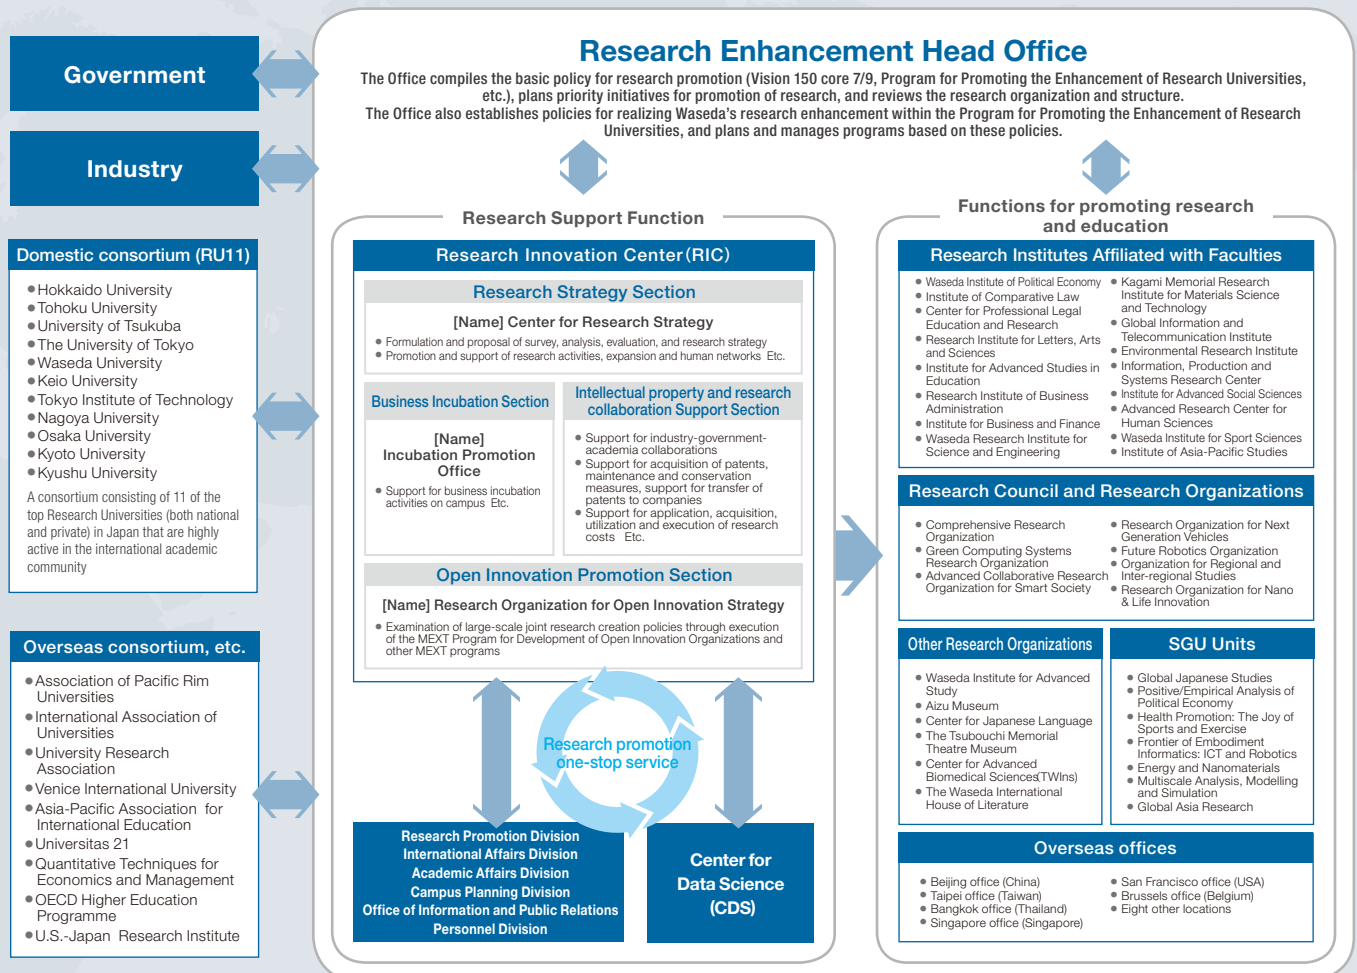 Government
Industry
Domestic consortium (RU11)
●Hokkaido University
●Tohoku University
●University of Tsukuba
●The University of Tokyo
●Waseda University
●Keio University
●Tokyo Institute of Technology
●Nagoya University
●Osaka University
●Kyoto University
●Kyushu University
A consortium consisting of 11 of the
top Research Universities (both national
and private) in Japan that are highly
active in the international academic
community
Overseas consortium, etc.
●Association of Pacific Rim
Universities
●International Association of
Universities
●University Research
Association
●Venice International University
●Asia-Pacific Association for
International Education
●Universitas 21
●Quantitative Techniques for
Economics and Management
●OECD Higher Education
Programme
●U.S.-Japan Research Institute
Research Enhancement Head Office
The Office compiles the basic policy for research promotion (Vision 150 core 7/9, Program for Promoting the Enhancement of Research Universities,
etc.), plans priority initiatives for promotion of research, and reviews the research organization and structure.
The Office also establishes policies for realizing Waseda's research enhancement within the Program for Promoting the Enhancement of Research
Universities, and plans and manages programs based on these policies.
Research Support Function
Research Innovation Center(RIC)
Research Strategy Section
[Name] Center for Research Strategy
● Formulation and proposal of survey, analysis, evaluation, and research strategy
● Promotion and support of research activities, expansion and human networks Etc.
Business Incubation Section
[Name]
Incubation Promotion
Office
● Support for business incubation
activities on campus Etc.
Intellectual property and research
collaboration Support Section
● Support for industry-government-
academia collaborations
● Support for acquisition of patents,
maintenance and conservation
measures, support for transfer of
patents to companies
● Support for application, acquisition,
utilization and execution of research
costs Etc.
Open Innovation Promotion Section
[Name] Research Organization for Open Innovation Strategy
● Examination of large-scale joint research creation policies through execution
of the MEXT Program for Development of Open Innovation Organizations and
other MEXT programs
Research promotion
one-stop service
Research Promotion Division
International Affairs Division
Academic Affairs Division
Campus Planning Division
Office of Information and Public Relations
Personnel Division
Center for
Data Science
(CDS)
Functions for promoting research
and education
Research Institutes Affiliated with Faculties
● Waseda Institute of Political Economy
● Institute of Comparative Law
● Center for Professional Legal
Education and Research
● Research Institute for Letters, Arts
and Sciences
● Institute for Advanced Studies in
Education
● Research Institute of Business
Administration
● Institute for Business and Finance
● Waseda Research Institute for
Science and Engineering
● Kagami Memorial Research
Institute for Materials Science
and Technology
● Global Information and
Telecommunication Institute
● Environmental Research Institute
● Information, Production and
Systems Research Center
● Institute for Advanced Social Sciences
● Advanced Research Center for
Human Sciences
● Waseda Institute for Sport Sciences
● Institute of Asia-Pacific Studies
Research Council and Research Organizations
● Comprehensive Research
Organization
● Green Computing Systems
Research Organization
● Advanced Collaborative Research
Organization for Smart Society
● Research Organization for Next
Generation Vehicles
● Future Robotics Organization
● Organization for Regional and
Inter-regional Studies
● Research Organization for Nano
& Life Innovation
Other Research Organizations
● Waseda Institute for Advanced
Study
● Aizu Museum
● Center for Japanese Language
● The Tsubouchi Memorial
Theatre Museum
● Center for Advanced
Biomedical Sciences(TWIns)
● The Waseda International
House of Literature
SGU Units
● Global Japanese Studies
● Positive/Empirical Analysis of
Political Economy
● Health Promotion: The Joy of
Sports and Exercise
● Frontier of Embodiment
Informatics: ICT and Robotics
● Energy and Nanomaterials
● Multiscale Analysis, Modelling
and Simulation
● Global Asia Research
Overseas offices
● Beijing office (China)
● Taipei office (Taiwan)
● Bangkok office (Thailand)
● Singapore office (Singapore)
● San Francisco office (USA)
● Brussels office (Belgium)
● Eight other locations